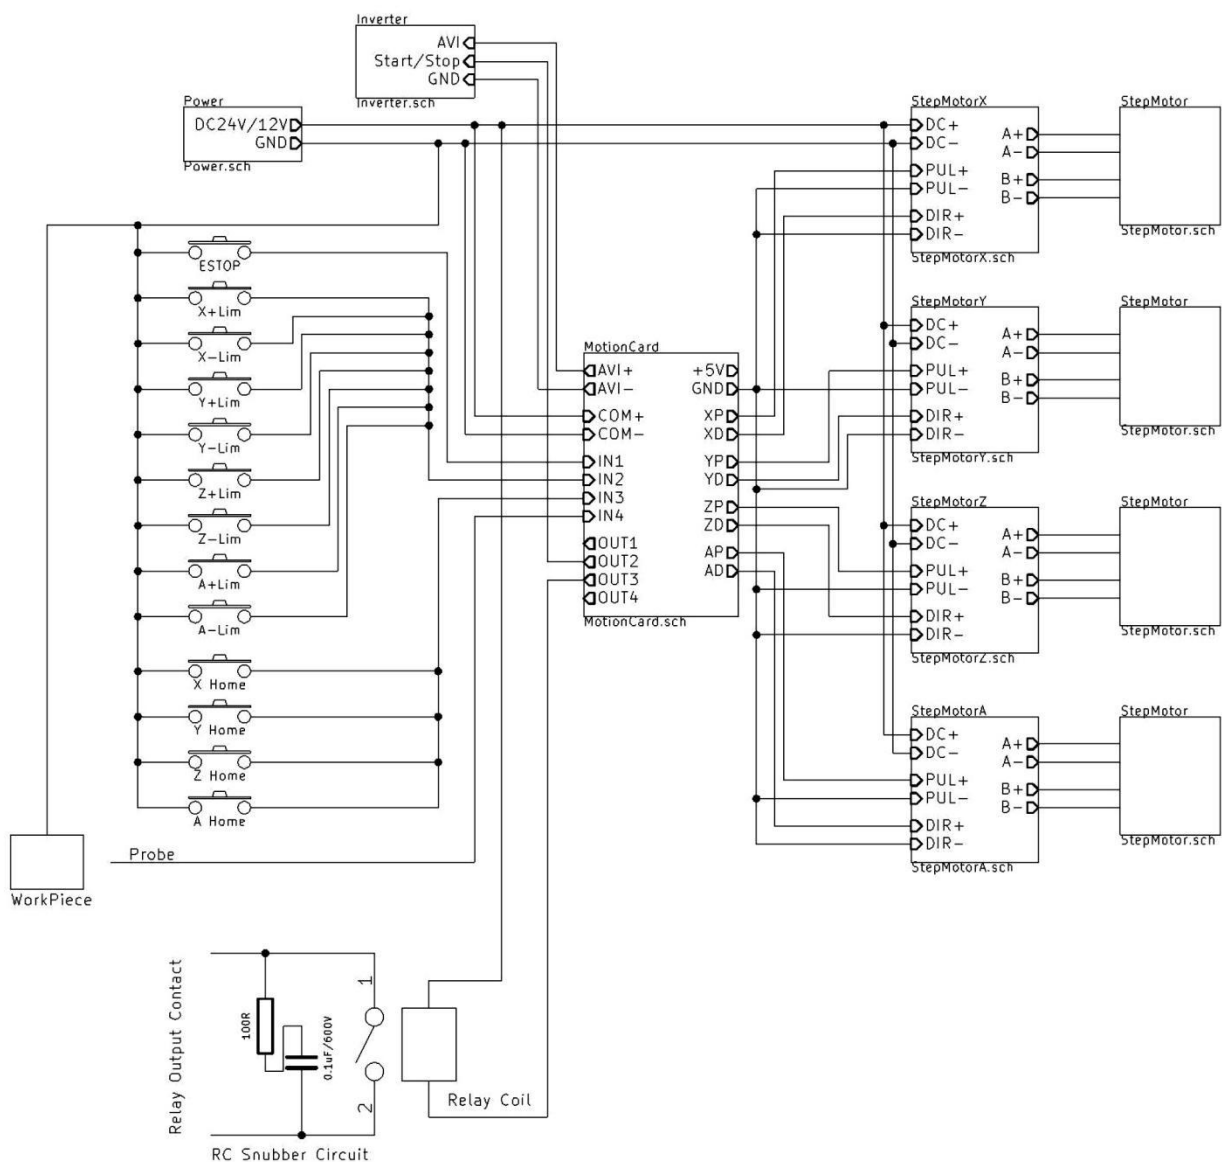 Inverter
AVI
Start/Stop
GND
Inverter.sch
Power
DC24V/12V
GND
Power.sch
ESTOP
X+Lim
X-Lim
Y+Lim
Y-Lim
Z+Lim
Z-Lim
A+Lim
A-Lim
X Home
Y Home
Z Home
A Home
WorkPiece
Probe
MotionCard
AVI+
AVI-
COM+
COM-
IN1
IN2
IN3
IN4
OUT1
OUT2
OUT3
OUT4
+5V
GND
XP
XD
YP
YD
ZP
ZD
AP
AD
MotionCard.sch
StepMotorX
DC+
DC-
PUL+
PUL-
DIR+
DIR-
A+
A-
B+
B-
StepMotorX.sch
StepMotor
StepMotor.sch
StepMotorY
DC+
DC-
PUL+
PUL-
DIR+
DIR-
A+
A-
B+
B-
StepMotorY.sch
StepMotor
StepMotor.sch
StepMotorZ
DC+
DC-
PUL+
PUL-
DIR+
DIR-
A+
A-
B+
B-
StepMotorZ.sch
StepMotor
StepMotor.sch
StepMotorA
DC+
DC-
PUL+
PUL-
DIR+
DIR-
A+
A-
B+
B-
StepMotorA.sch
StepMotor
StepMotor.sch
Relay Output Contact
100R
0.1uF/600V
1
2
Relay Coil
RC Snubber Circuit